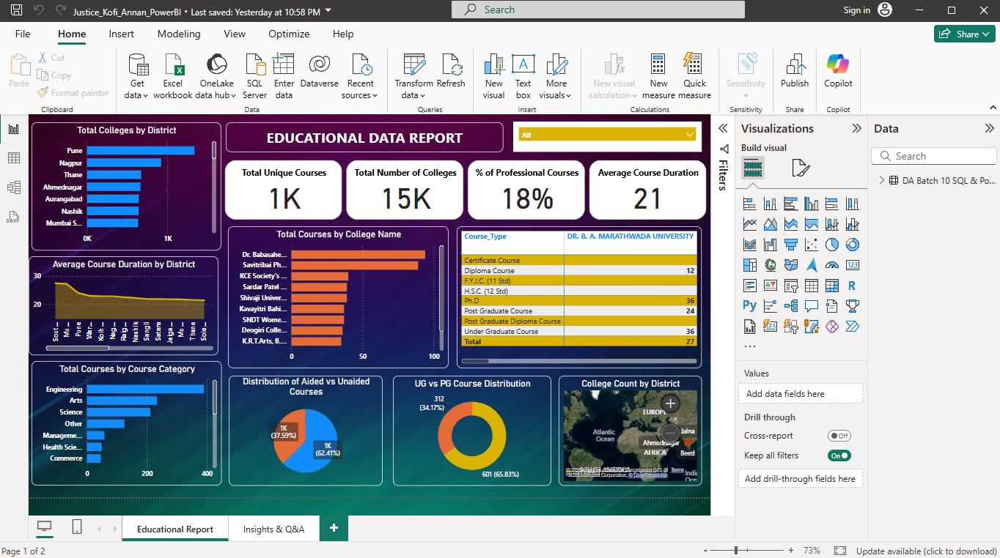 Justice_Kofi_Annan_PowerBI • Last saved: Yesterday at 10:58 PM
Search
Sign in
File
Home
Insert
Modeling
View
Optimize
Help
Share
Paste
Cut
Copy
Format painter
Clipboard
Get data
Excel workbook
OneLake data hub
SQL Server
Enter data
Dataverse
Recent sources
Data
Transform data
Refresh
Queries
New visual
Text box
More visuals
Insert
New visual calculation
New measure
Quick measure
Calculations
Sensitivity
Sensitivity
Publish
Share
Copilot
Copilot
Total Colleges by District
Pune
Nagpur
Thane
Ahmednagar
Aurangabad
Nashik
Mumbai S...
0K
1K
EDUCATIONAL DATA REPORT
All
Total Unique Courses
1K
Total Number of Colleges
15K
% of Professional Courses
18%
Average Course Duration
21
Average Course Duration by District
30
20
Sout...
Mu...
Pune
War...
Kolh...
Nag...
Raig...
Nashik
Sangli
Satara
Jalga...
Mu...
Thane
Sola...
Total Courses by College Name
Dr. Babasahe...
Savitribai Ph...
KCE Society's ...
Sardar Patel ...
Shivaji Univer...
Kavayitri Bahi...
SNDT Wome...
Deogiri Colle...
K.R.T.Arts, B....
0
50
100
Course_Type
DR. B. A. MARATHWADA UNIVERSITY
Certificate Course
Diploma Course 12
F.Y.J.C. (11 Std)
H.S.C. (12 Std)
Ph.D 36
Post Graduate Course 24
Post Graduate Diploma Course
Under Graduate Course 36
Total 27
Total Courses by Course Category
Engineering
Arts
Science
Other
Manageme...
Health Scie...
Commerce
0
200
400
Distribution of Aided vs Unaided
Courses
1K
(37.59%)
1K
(62.41%)
UG vs PG Course Distribution
312
(34.17%)
601 (65.83%)
College Count by District
EUROPE
Atlantic
Ocean
Jalna
Ahmednagar
AFRICA
Beed
Terms
Microsoft Corporation, © OpenStreetMap
Filters
Visualizations
Build visual
R
Py
123
Values
Add data fields here
Drill through
Cross-report
Off
Keep all filters
On
Add drill-through fields here
Data
Search
DA Batch 10 SQL & Po...
DAX
Educational Report
Insights & Q&A
+
Page 1 of 2
- + 73%
Update available (click to download)